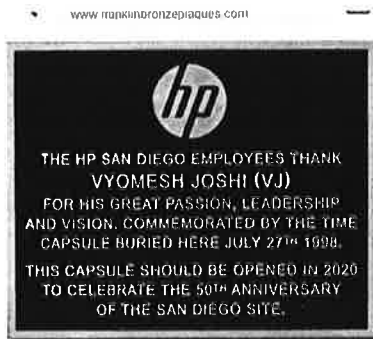 www.franklinbronzeplaques.com
hp
THE HP SAN DIEGO EMPLOYEES THANK
VYOMESH JOSHI (VJ)
FOR HIS GREAT PASSION, LEADERSHIP
AND VISION. COMMEMORATED BY THE TIME
CAPSULE BURIED HERE JULY 27TH 1998.
THIS CAPSULE SHOULD BE OPENED IN 2020
TO CELEBRATE THE 50TH ANNIVERSARY
OF THE SAN DIEGO SITE.